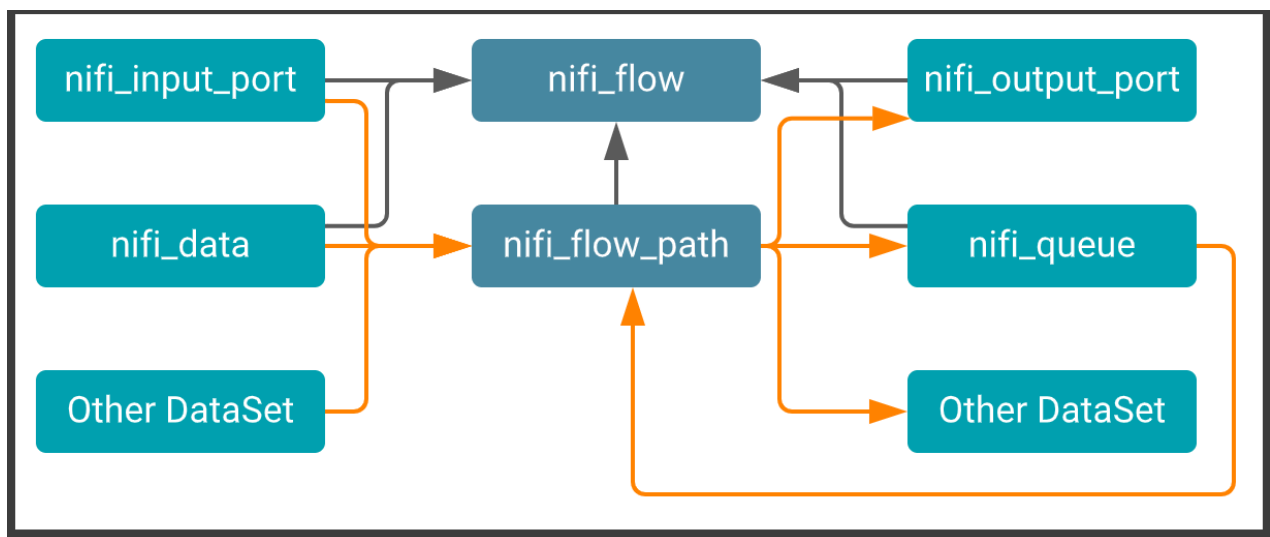 nifi_input_port
nifi_flow
nifi_output_port
nifi_data
nifi_flow_path
nifi_queue
Other DataSet
Other DataSet